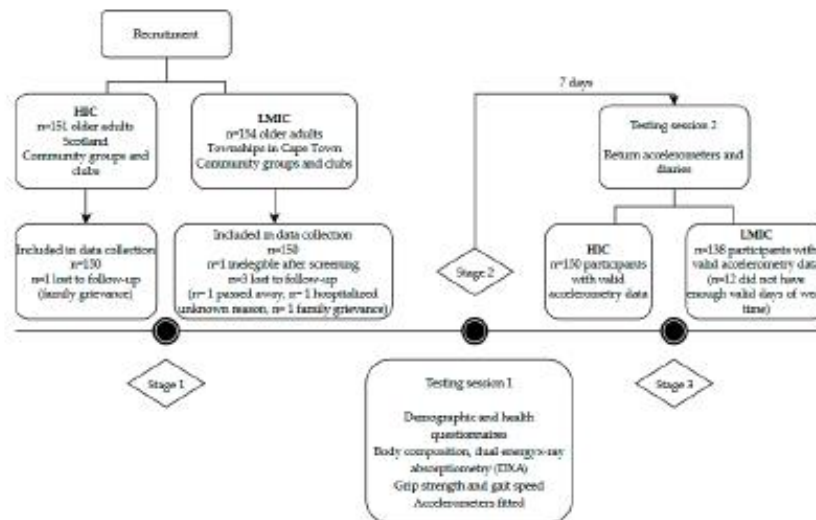 Recruitment
HIC
n=151 older adults
Scotland
Community groups and
clubs
LMIC
n=154 older adults
Townships in Cape Town
Community groups and clubs
7 days
Testing session 2
Return accelerometers and
diaries
Included in data collection
n=150
n=1 lost to follow-up
(family grievance)
Included in data collection
n=150
n=1 inelegible after screening
n=3 lost to follow-up
(n= 1 passed away, n= 1 hospitalized
unknown reason, n= 1 family grievance)
Stage 2
HIC
n=150 participants
with valid
accelerometry data
LMIC
n=138 participants with
valid accelerometry data
(n=12 did not have
enough valid days of
time)
Stage 1
Stage 3
Testing session 1
Demographic and health
questionnaires
Body composition, dual-energy x-ray
absorptiometry (DXA)
Grip strength and gait speed
Accelerometers fitted